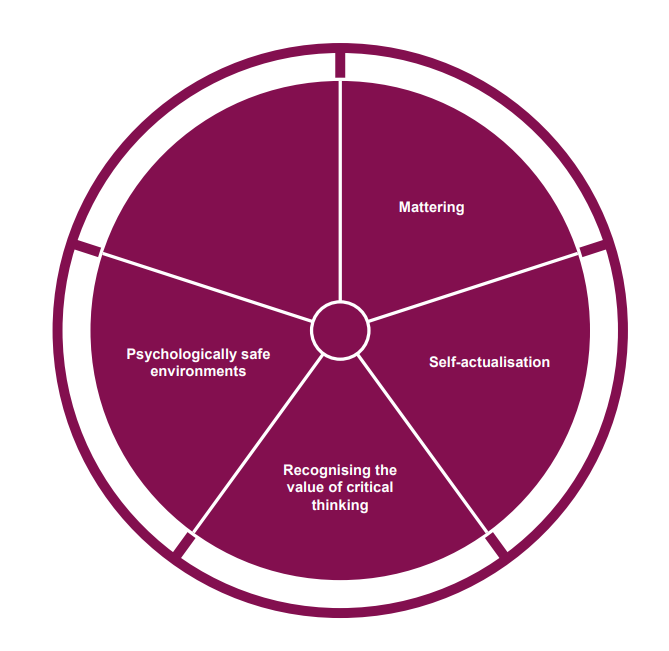 Mattering
Self-actualisation
Recognising the
value of critical
thinking
Psychologically safe
environments